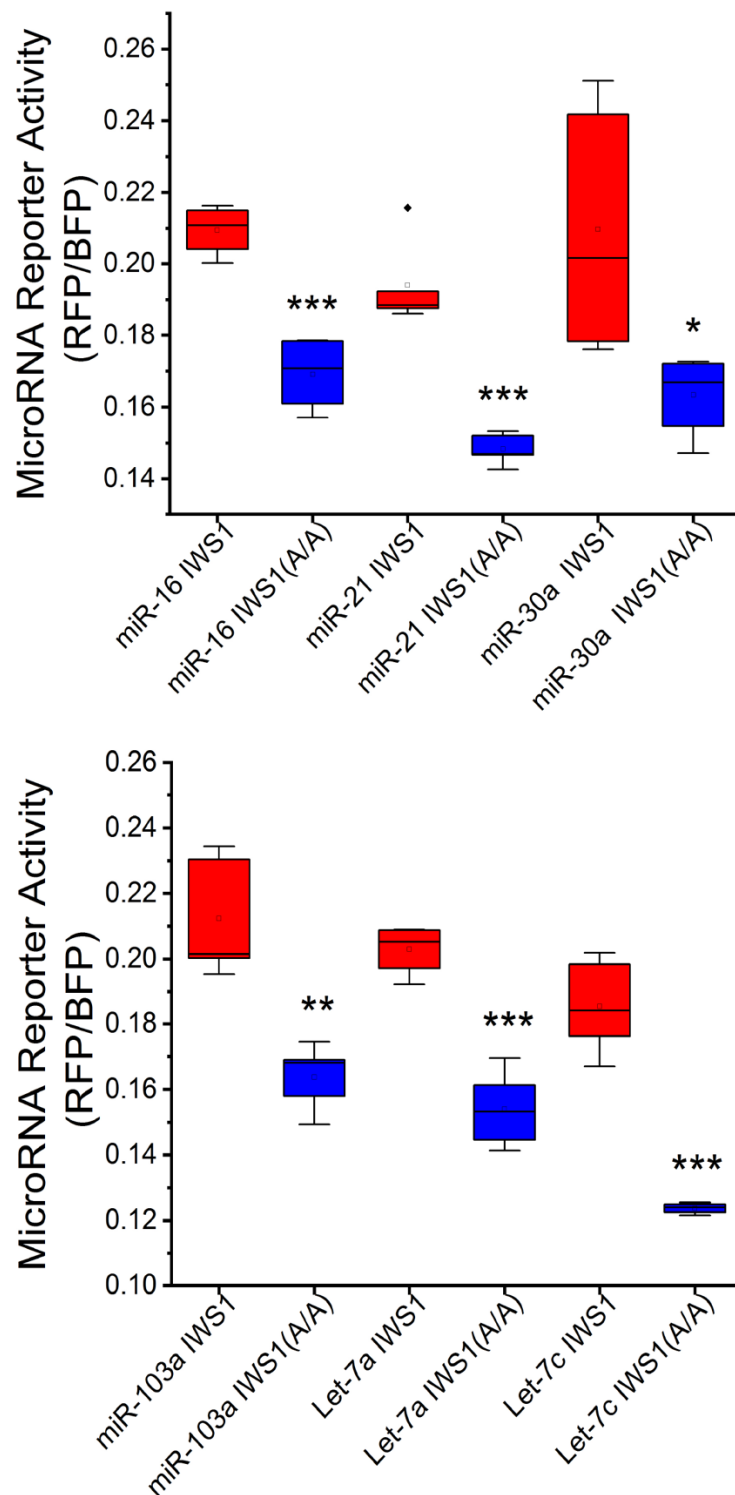 MicroRNA Reporter Activity
(RFP/BFP)
0.26
0.24
0.22
0.20
0.18
0.16
0.14
***
***
*
miR-16 IWS1
miR-16 IWS1(A/A)
miR-21 IWS1
miR-21 IWS1(A/A)
miR-30a IWS1
miR-30a IWS1(A/A)
MicroRNA Reporter Activity
(RFP/BFP)
0.26
0.24
0.22
0.20
0.18
0.16
0.14
0.12
0.10
**
***
***
miR-103a IWS1
miR-103a IWS1(A/A)
Let-7a IWS1
Let-7a IWS1(A/A)
Let-7c IWS1
Let-7c IWS1(A/A)